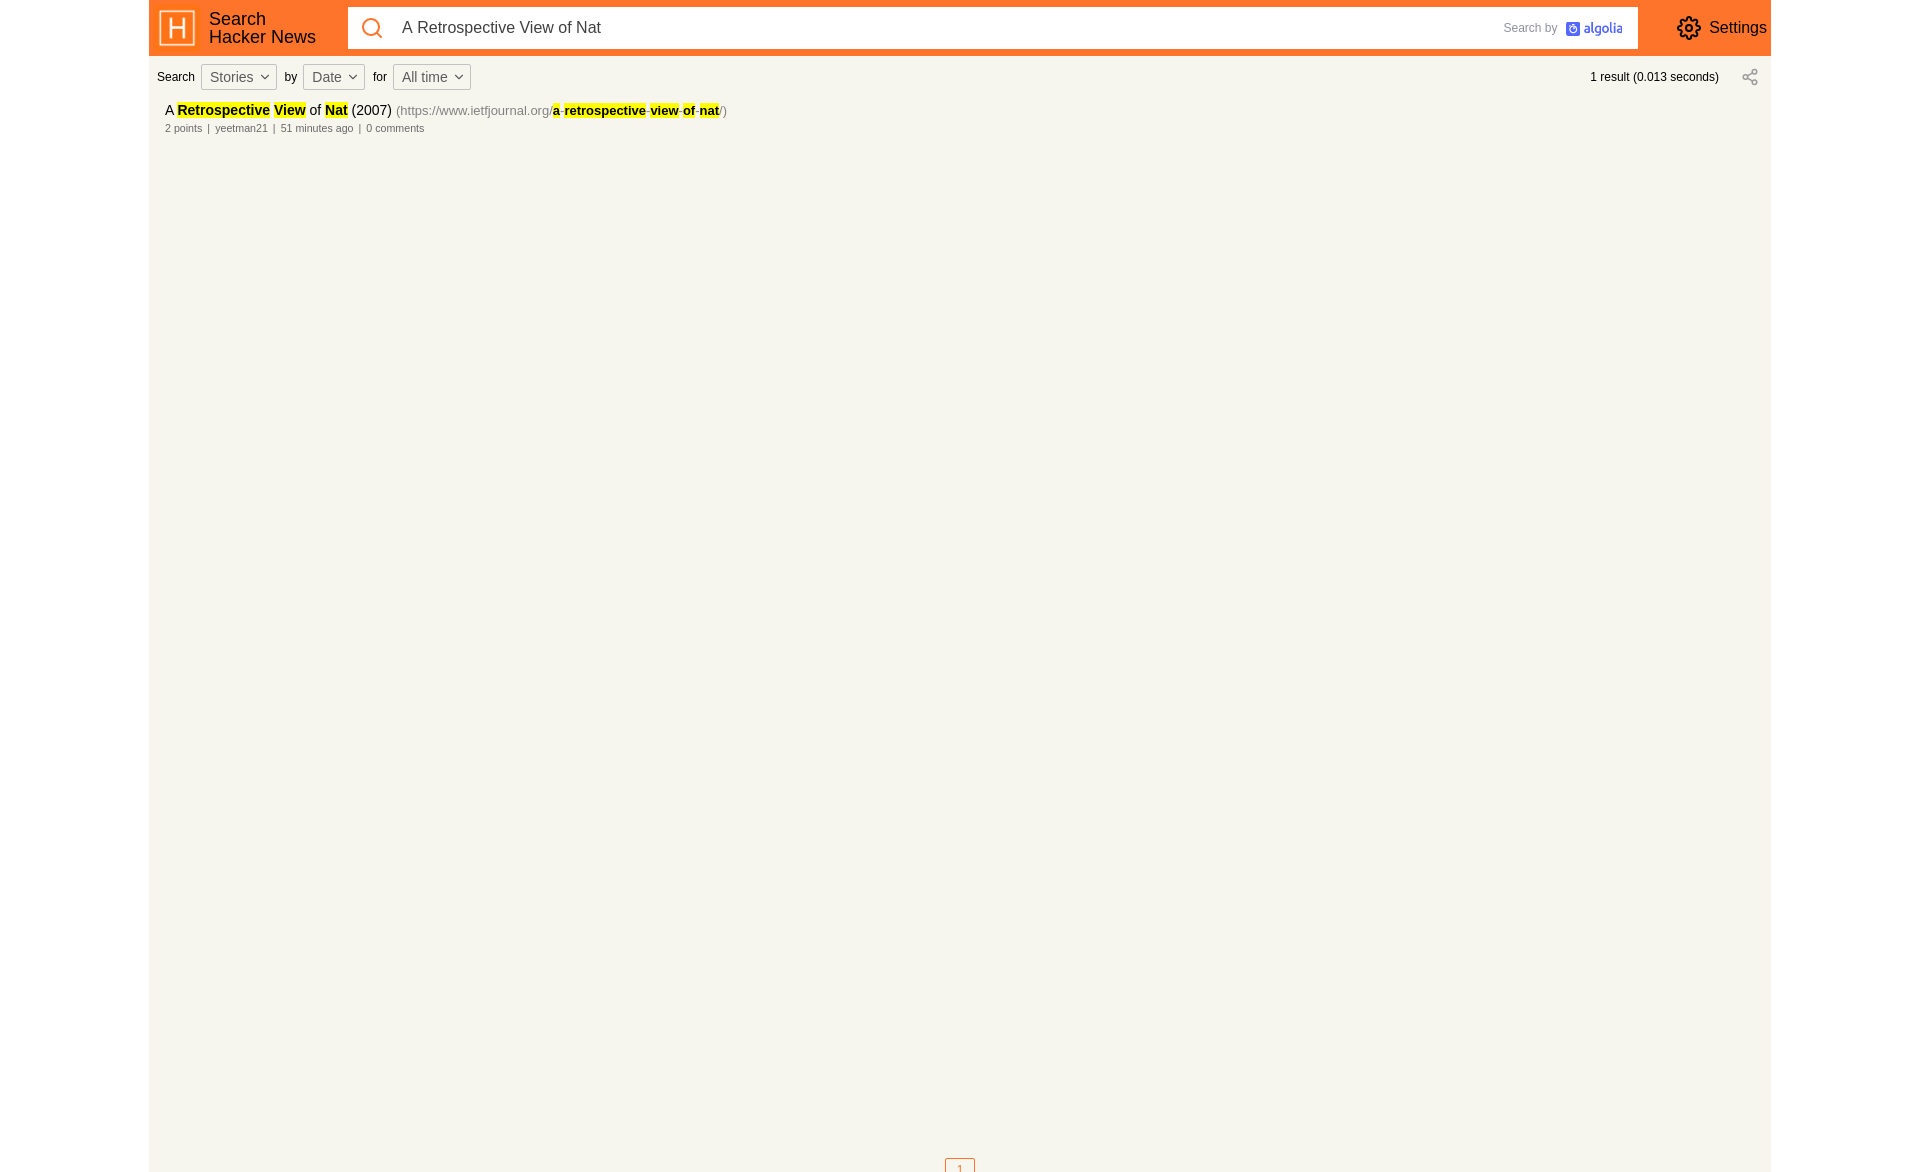 Search
Hacker News
A Retrospective View of Nat
Search by algolia
Settings
Search Stories by Date for All time
1 result (0.013 seconds)
A Retrospective View of Nat (2007) (https://www.ietfjournal.org/a-retrospective-view-of-nat/)
2 points | yeetman21 | 51 minutes ago | 0 comments
1